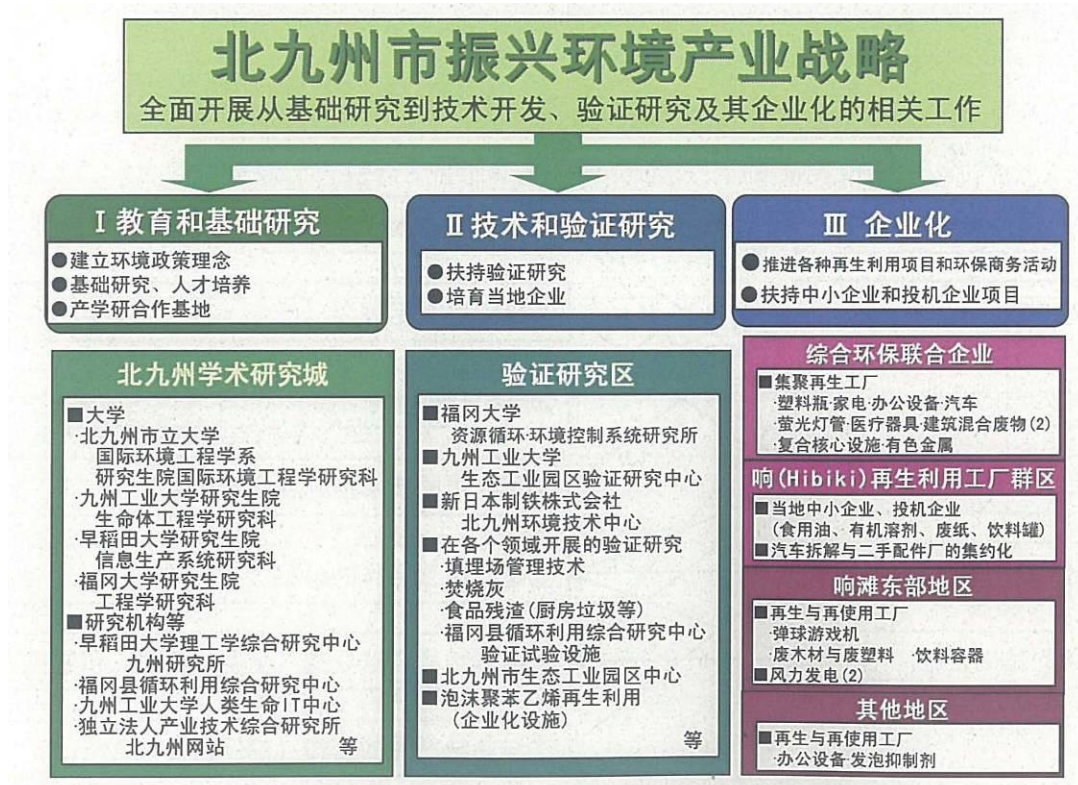 北九州市振兴环境产业战略
全面开展从基础研究到技术开发、验证研究及其企业化的相关工作
Ⅰ 教育和基础研究
●建立环境政策理念
●基础研究、人才培养
●产学研合作基地
Ⅱ 技术和验证研究
●扶持验证研究
●培育当地企业
Ⅲ 企业化
●推进各种再生利用项目和环保商务活动
●扶持中小企业和投机企业项目
北九州学术研究城
■大学
·北九州市立大学
国际环境工程学系
研究生院国际环境工程学研究科
·九州工业大学研究生院
生命体工程学研究科
·早稻田大学研究生院
信息生产系统研究科
·福冈大学研究生院
工程学研究科
■研究机构等
·早稻田大学理工学综合研究中心
九州研究所
·福冈县循环利用综合研究中心
·九州工业大学人类生命IT中心
·独立法人产业技术综合研究所
北九州网站 等
验证研究区
■福冈大学
资源循环·环境控制系统研究所
■九州工业大学
生态工业园区验证研究中心
■新日本制铁株式会社
北九州环境技术中心
■在各个领域开展的验证研究
·填埋场管理技术
·焚烧灰
·食品残渣(厨房垃圾等)
·福冈县循环利用综合研究中心
验证试验设施
■北九州市生态工业园区中心
■泡沫聚苯乙烯再生利用
(企业化设施)
等
综合环保联合企业
■集聚再生工厂
·塑料瓶·家电·办公设备·汽车
·萤光灯管·医疗器具·建筑混合废物(2)
·复合核心设施·有色金属
响(Hibiki)再生利用工厂群区
■当地中小企业、投机企业
(食用油、有机溶剂、废纸、饮料罐)
■汽车拆解与二手配件厂的集约化
响滩东部地区
■再生与再使用工厂
·弹球游戏机
·废木材与废塑料 ·饮料容器
■风力发电(2)
其他地区
■再生与再使用工厂
·办公设备·发泡抑制剂